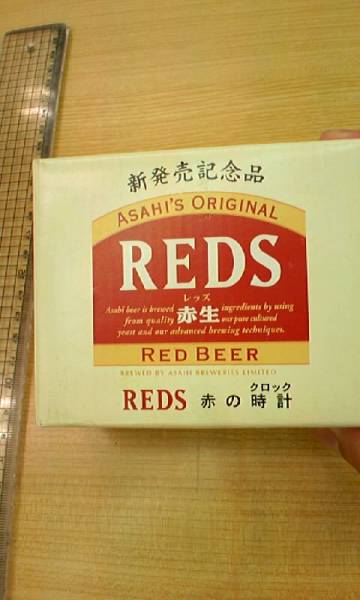 新発売記念品
ASAHI'S ORIGINAL
REDS
レッズ
赤生
Asahi beer is brewed
from quality
ingredients by using
our pure cultured
yeast and our advanced brewing techniques.
RED BEER
BREWED BY ASAHI BREWERIES LIMITED
クロック
REDS 赤の時計